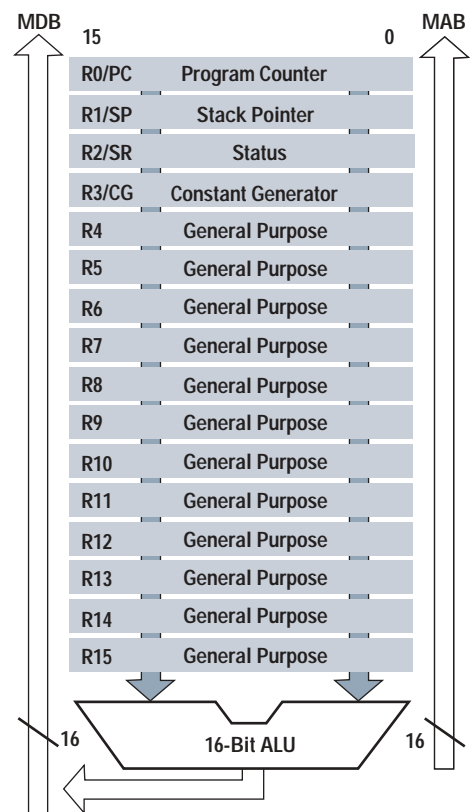 MDB MAB
15 0
R0/PC Program Counter
R1/SP Stack Pointer
R2/SR Status
R3/CG Constant Generator
R4 General Purpose
R5 General Purpose
R6 General Purpose
R7 General Purpose
R8 General Purpose
R9 General Purpose
R10 General Purpose
R11 General Purpose
R12 General Purpose
R13 General Purpose
R14 General Purpose
R15 General Purpose
16 16-Bit ALU 16